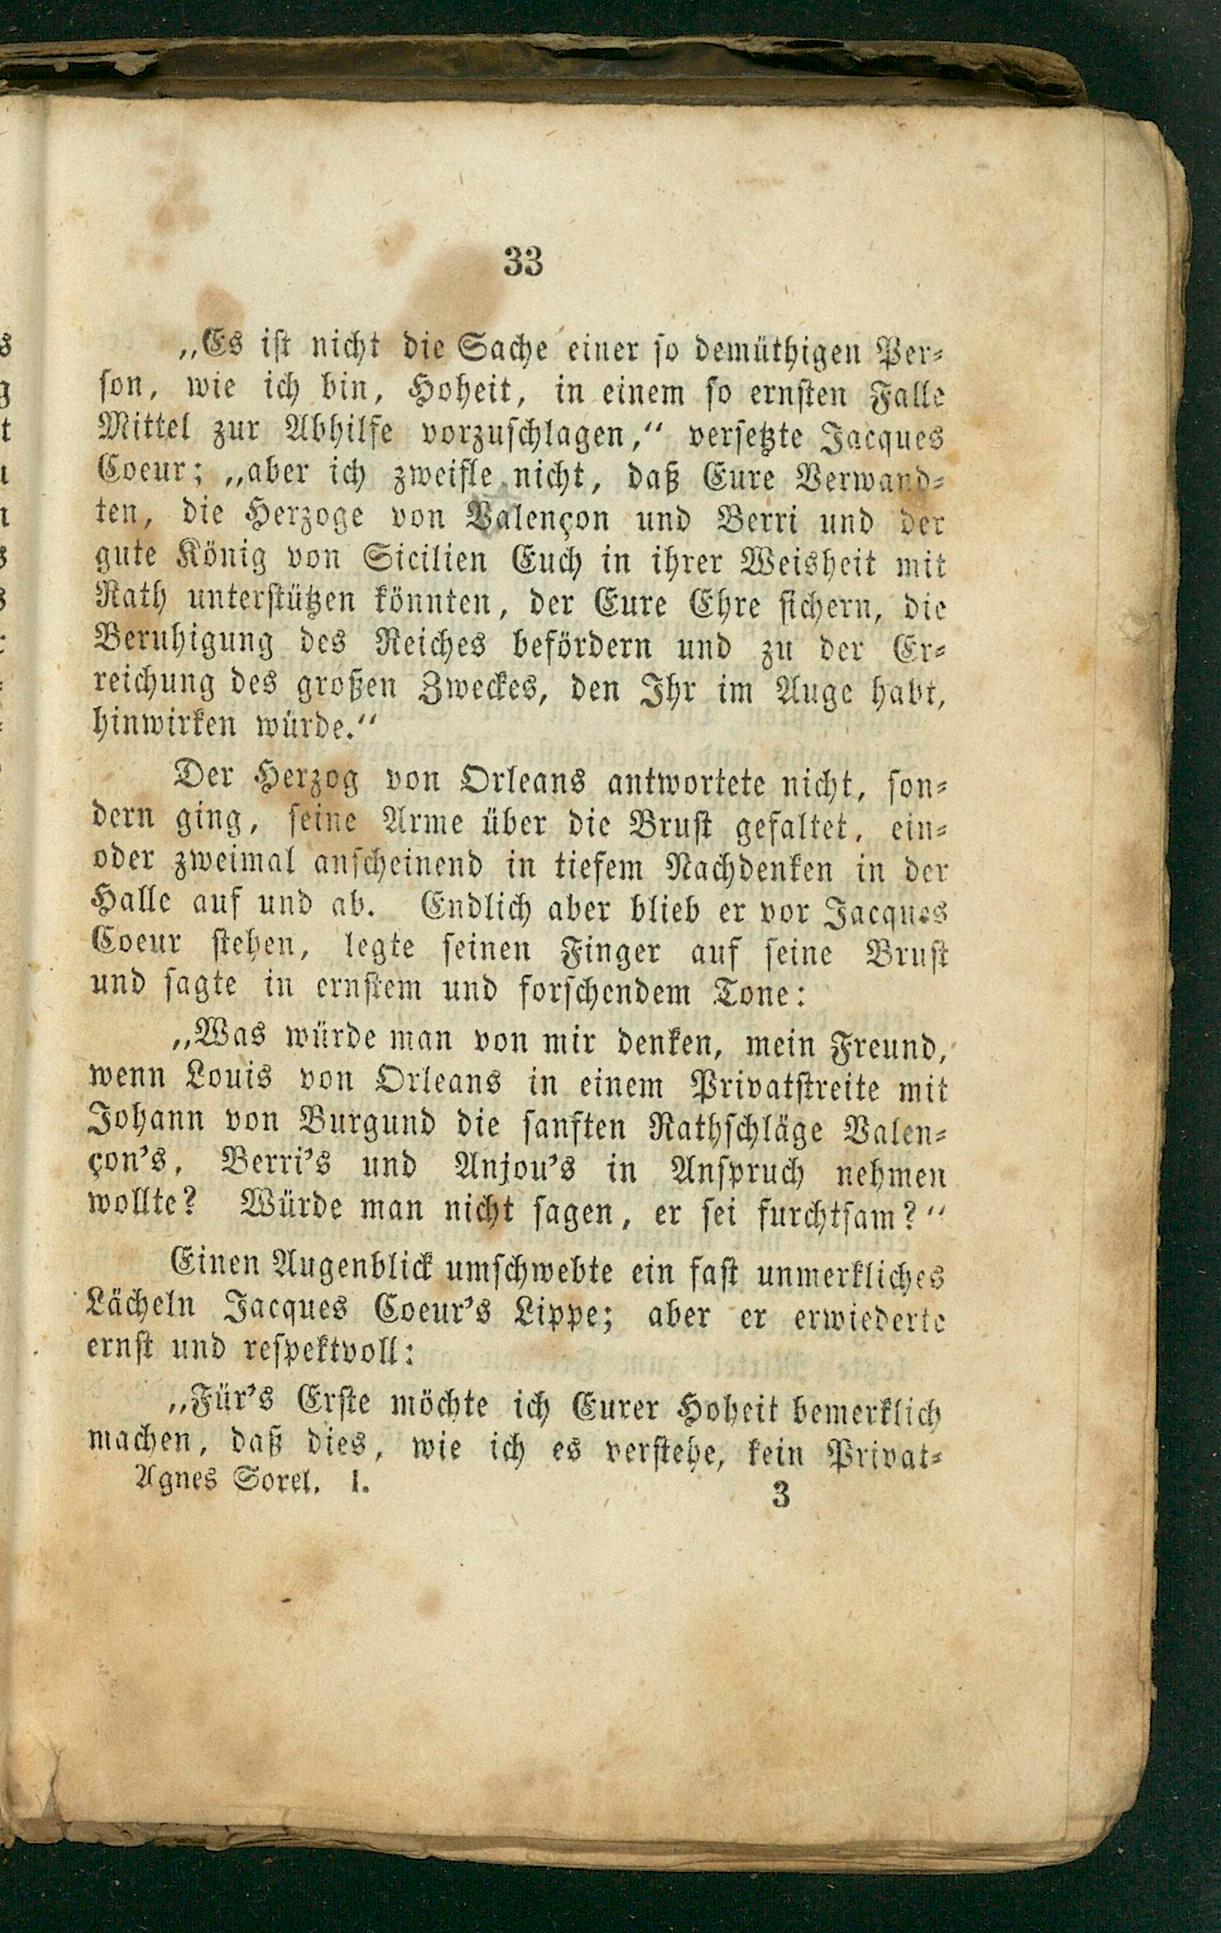 33
„Es ist nicht die Sache einer so demüthigen Per-
son, wie ich bin, Hoheit, in einem so ernsten Falle
Mittel zur Abhilfe vorzuschlagen,“ versetzte Jacques
Coeur; „aber ich zweifle nicht, daß Eure Verwand-
ten, die Herzoge von Valençon und Berri und der
gute König von Sicilien Euch in ihrer Weisheit mit
Rath unterstützen könnten, der Eure Ehre sichern, die
Beruhigung des Reiches befördern und zu der Er-
reichung des großen Zweckes, den Ihr im Auge habt,
hinwirken würde.“
Der Herzog von Orleans antwortete nicht, son-
dern ging, seine Arme über die Brust gefaltet, ein-
oder zweimal anscheinend in tiefem Nachdenken in der
Halle auf und ab. Endlich aber blieb er vor Jacques
Coeur stehen, legte seinen Finger auf seine Brust
und sagte in ernstem und forschendem Tone:
„Was würde man von mir denken, mein Freund,
wenn Louis von Orleans in einem Privatstreite mit
Johann von Burgund die sanften Rathschläge Valen-
çon's, Berri's und Anjou's in Anspruch nehmen
wollte? Würde man nicht sagen, er sei furchtsam?“
Einen Augenblick umschwebte ein fast unmerkliches
Lächeln Jacques Coeur's Lippe; aber er erwiederte
ernst und respektvoll:
„Für's Erste möchte ich Eurer Hoheit bemerklich
machen, daß dies, wie ich es verstehe, kein Privat-
Agnes Sorel. I. 3